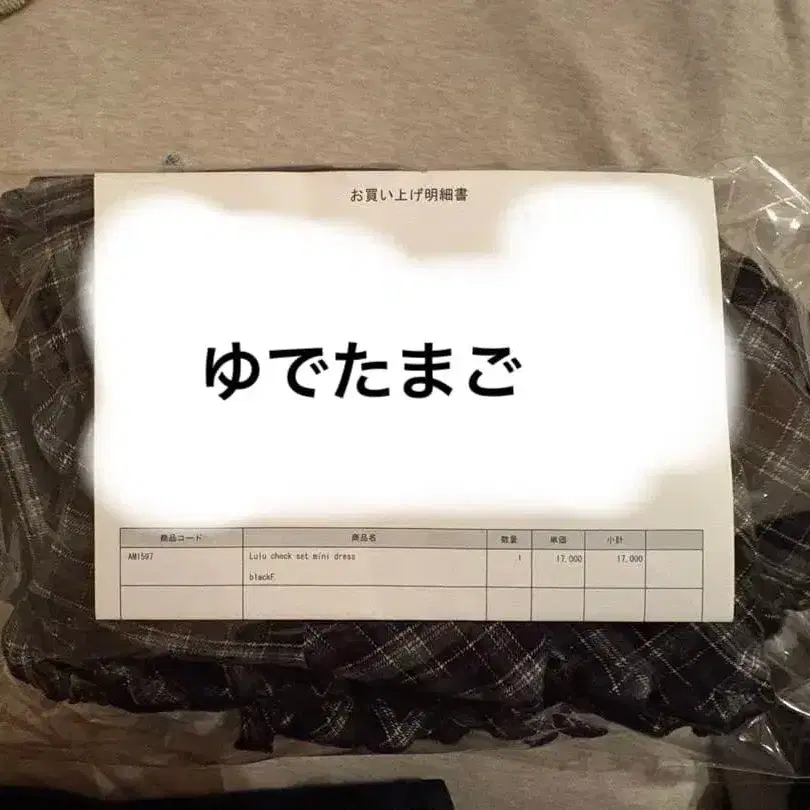 お買い上げ明細書
ゆでたまご
商品コード 商品名 数量 単価 小計
AM1597 Lulu check set mini dress 1 17,000 17,000
blackF